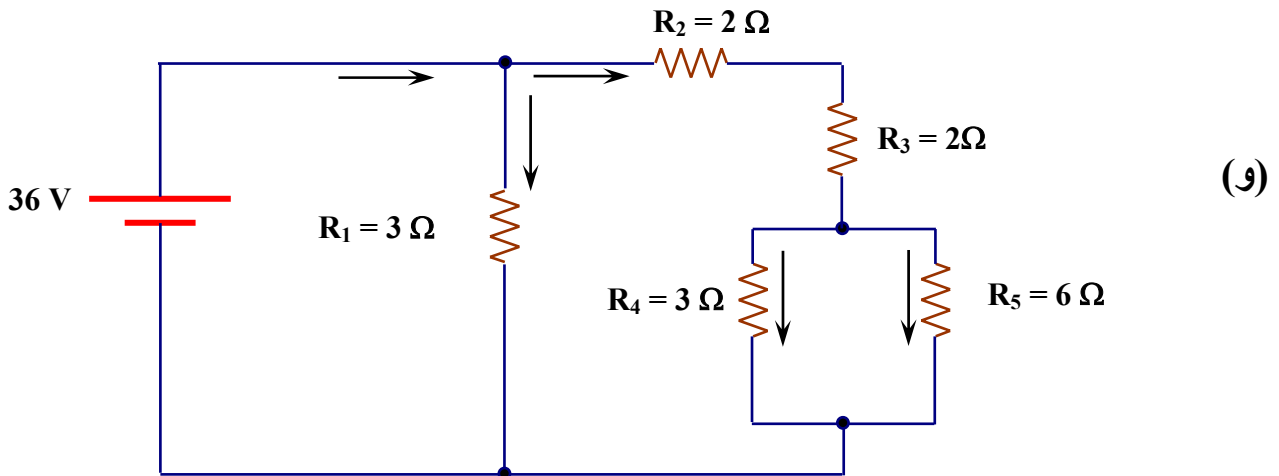 R₂ = 2 Ω
R₃ = 2Ω
(و)
36 V
R₁ = 3 Ω
R₄ = 3 Ω
R₅ = 6 Ω